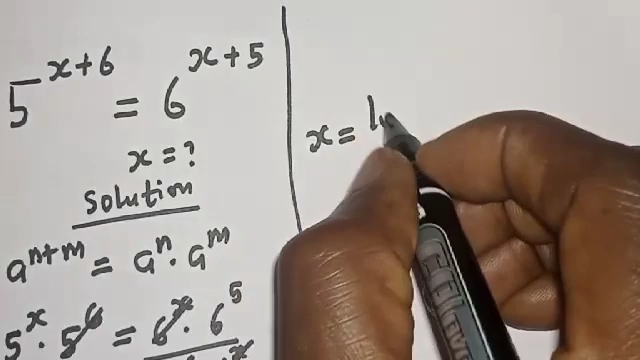 5^{x+6} = 6^{x+5}
x = ?
Solution
a^{n+m} = a^n · a^m
5^x · 5^6 = 6^x · 6^5
x =